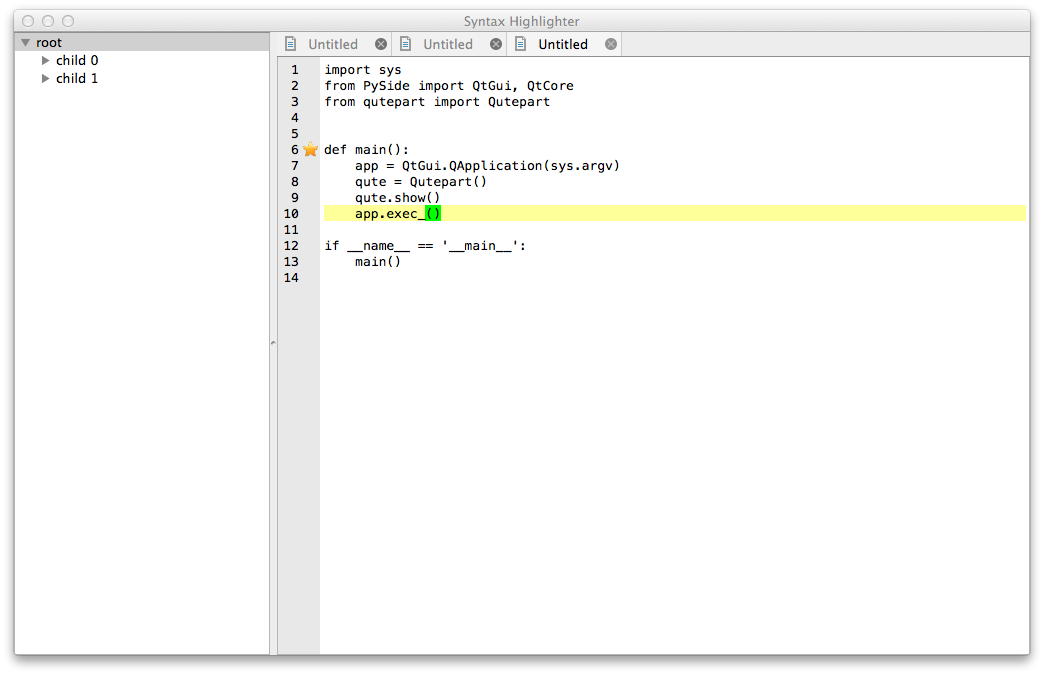 Syntax Highlighter
root
child 0
child 1
Untitled Untitled Untitled
1 import sys
2 from PySide import QtGui, QtCore
3 from qutepart import Qutepart
4
5
6 def main():
7     app = QtGui.QApplication(sys.argv)
8     qute = Qutepart()
9     qute.show()
10     app.exec_()
11
12 if __name__ == '__main__':
13     main()
14